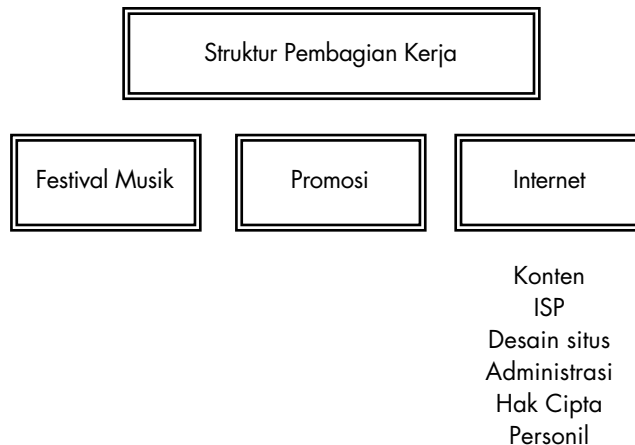 Struktur Pembagian Kerja
Festival Musik
Promosi
Internet
Konten
ISP
Desain situs
Administrasi
Hak Cipta
Personil